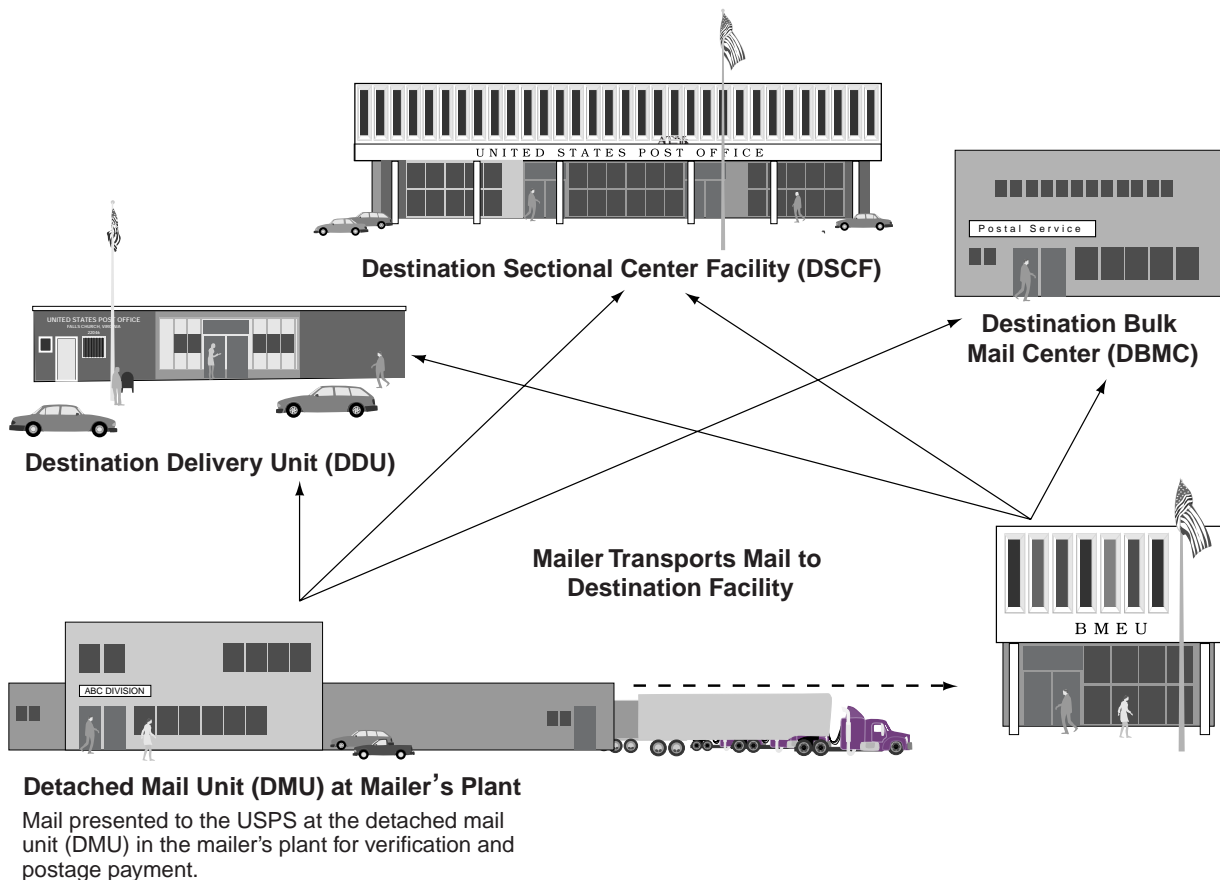 UNITED STATES POST OFFICE
Destination Sectional Center Facility (DSCF)
Postal Service
Destination Bulk
Mail Center (DBMC)
UNITED STATES POST OFFICE
FALLS CHURCH, VIRGINIA
Destination Delivery Unit (DDU)
Mailer Transports Mail to
Destination Facility
BMEU
ABC DIVISION
Detached Mail Unit (DMU) at Mailer's Plant
Mail presented to the USPS at the detached mail
unit (DMU) in the mailer's plant for verification and
postage payment.